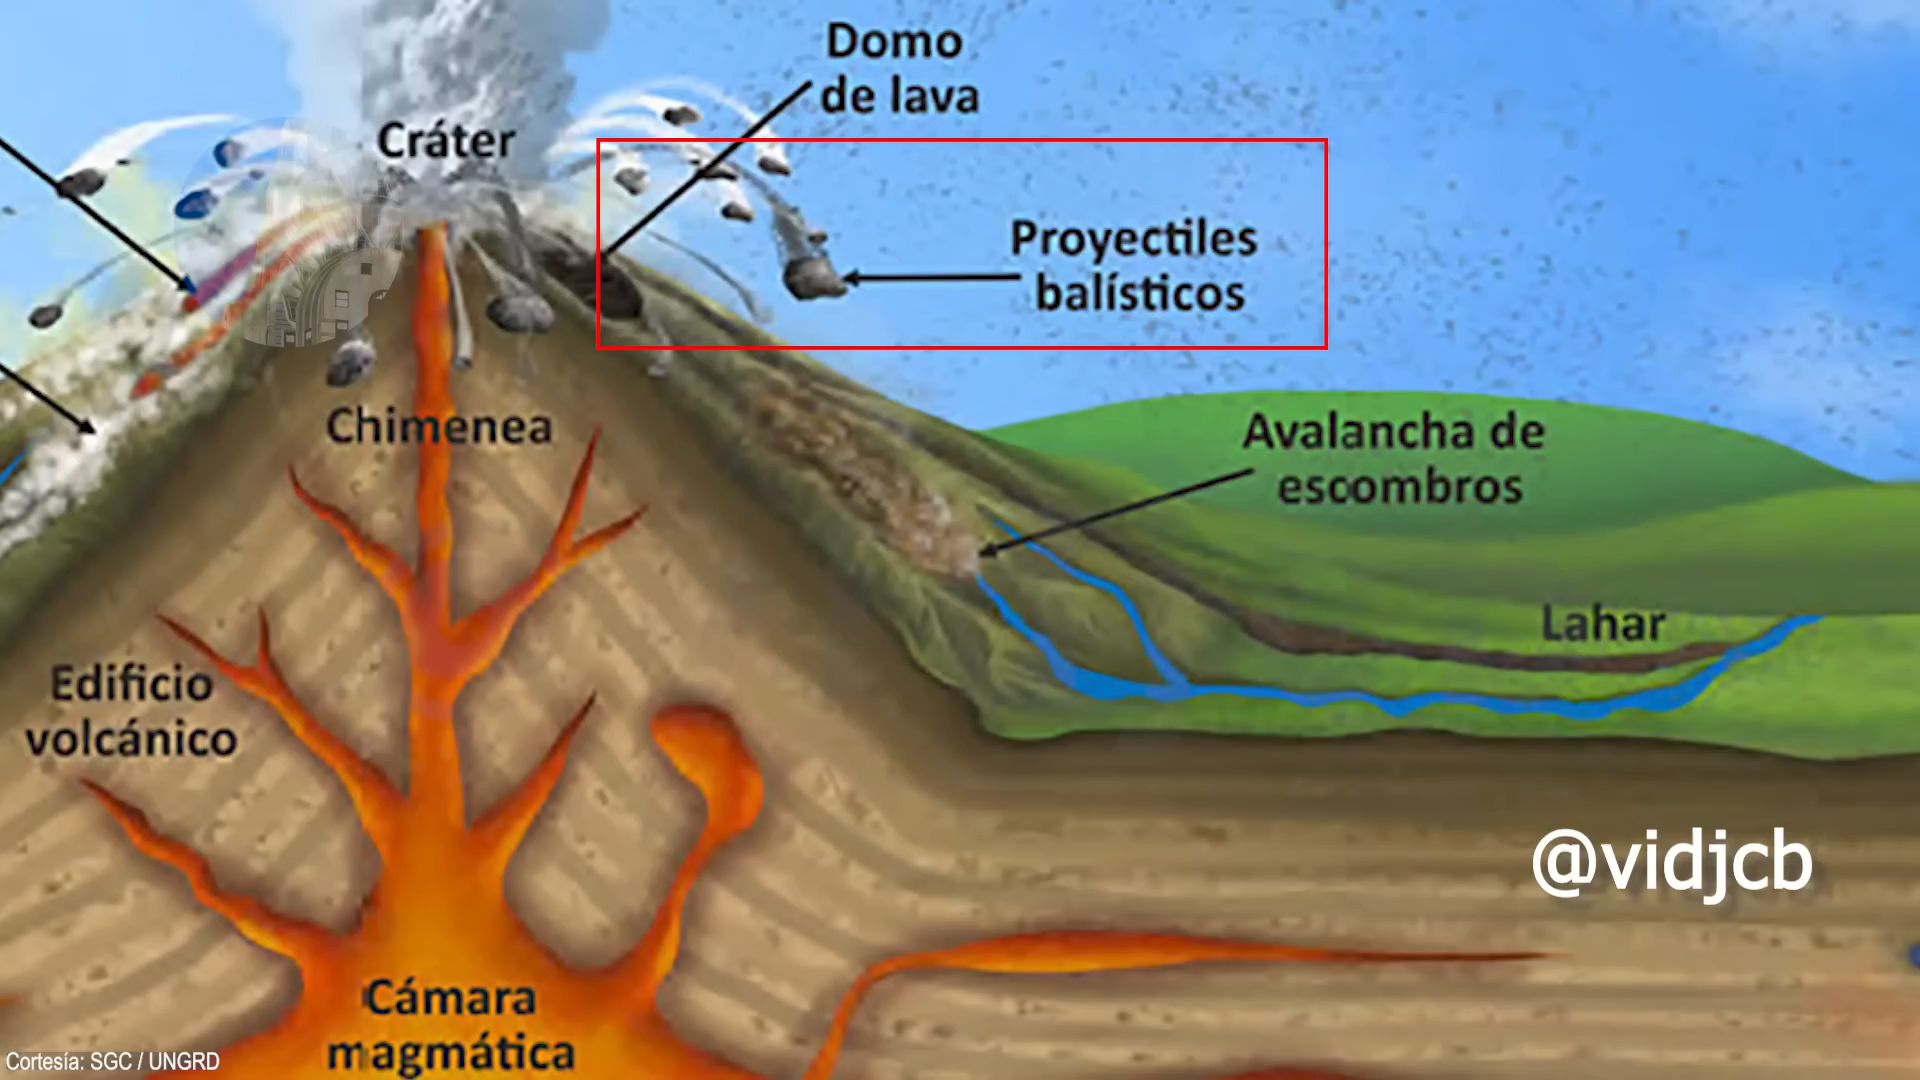 Domo
de lava
Cráter
Proyectiles
balísticos
Chimenea
Avalancha de
escombros
Lahar
Edificio
volcánico
@vidjcb
Cámara
magmática
Cortesía: SGC / UNGRD